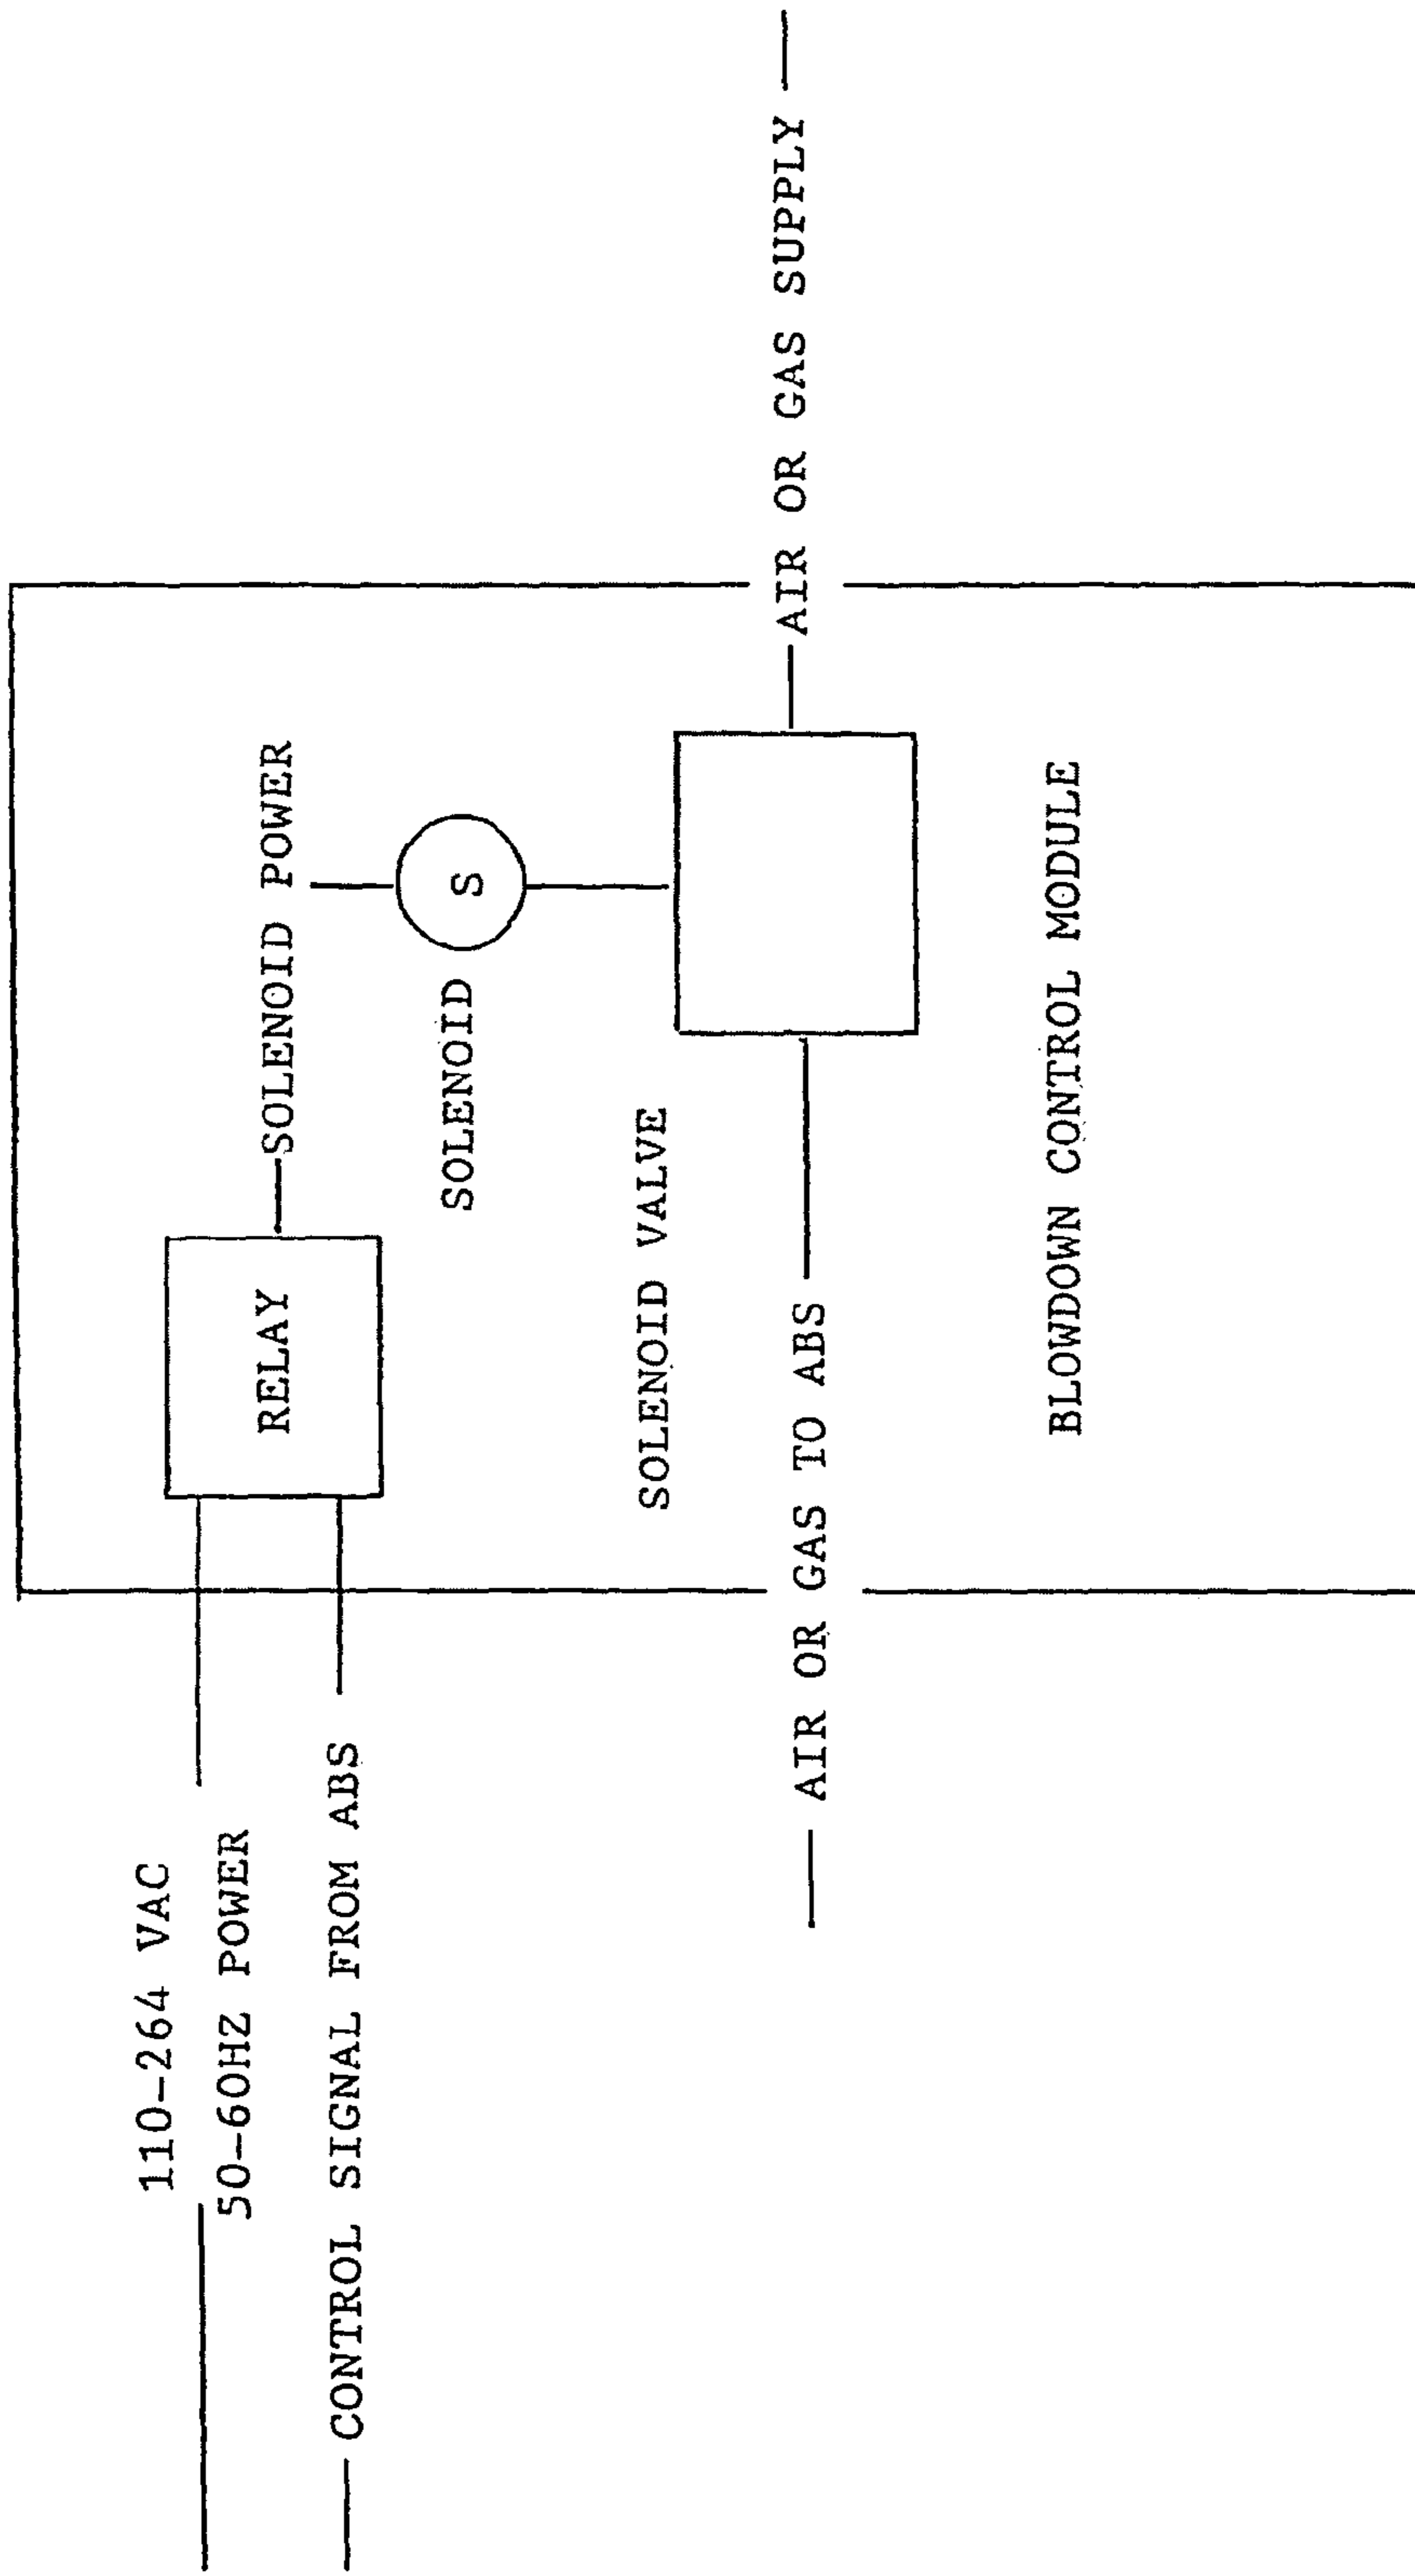 110-264 VAC
50-60HZ POWER
CONTROL SIGNAL FROM ABS
RELAY
SOLENOID POWER
SOLENOID
S
SOLENOID VALVE
AIR OR GAS TO ABS
AIR OR GAS SUPPLY
BLOWDOWN CONTROL MODULE